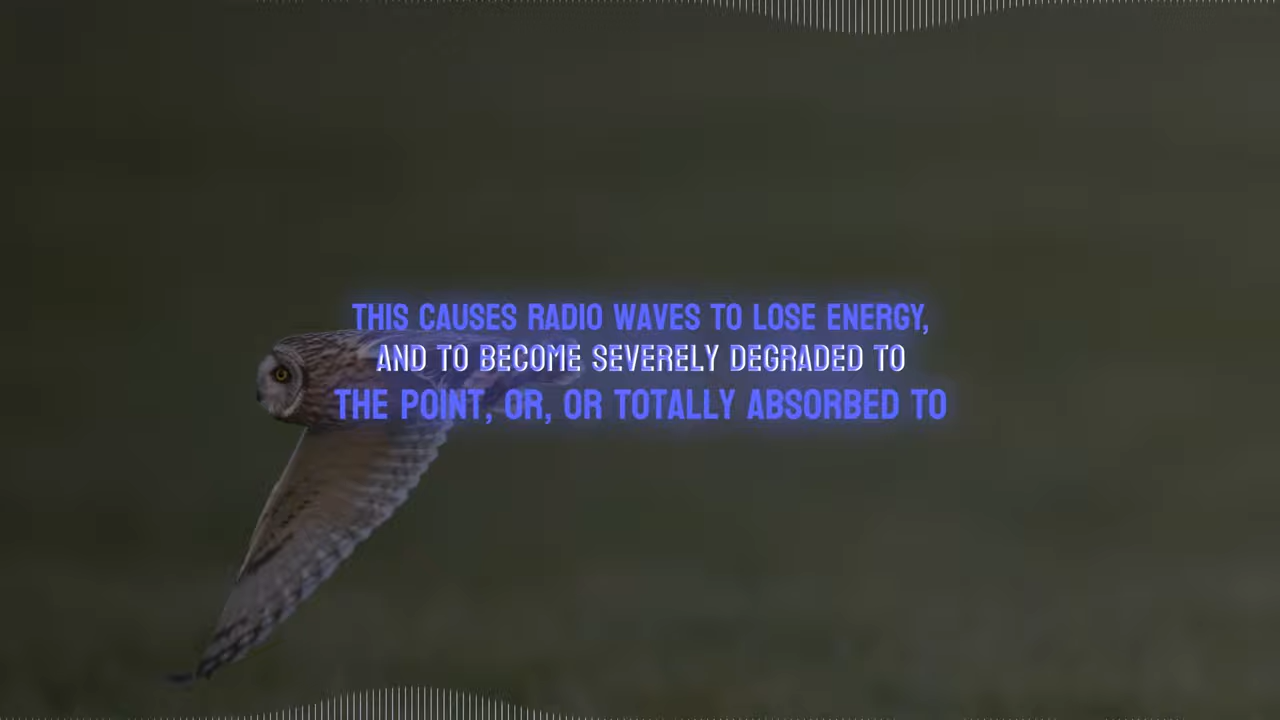 THIS CAUSES RADIO WAVES TO LOSE ENERGY,
AND TO BECOME SEVERELY DEGRADED TO
THE POINT, OR, OR TOTALLY ABSORBED TO